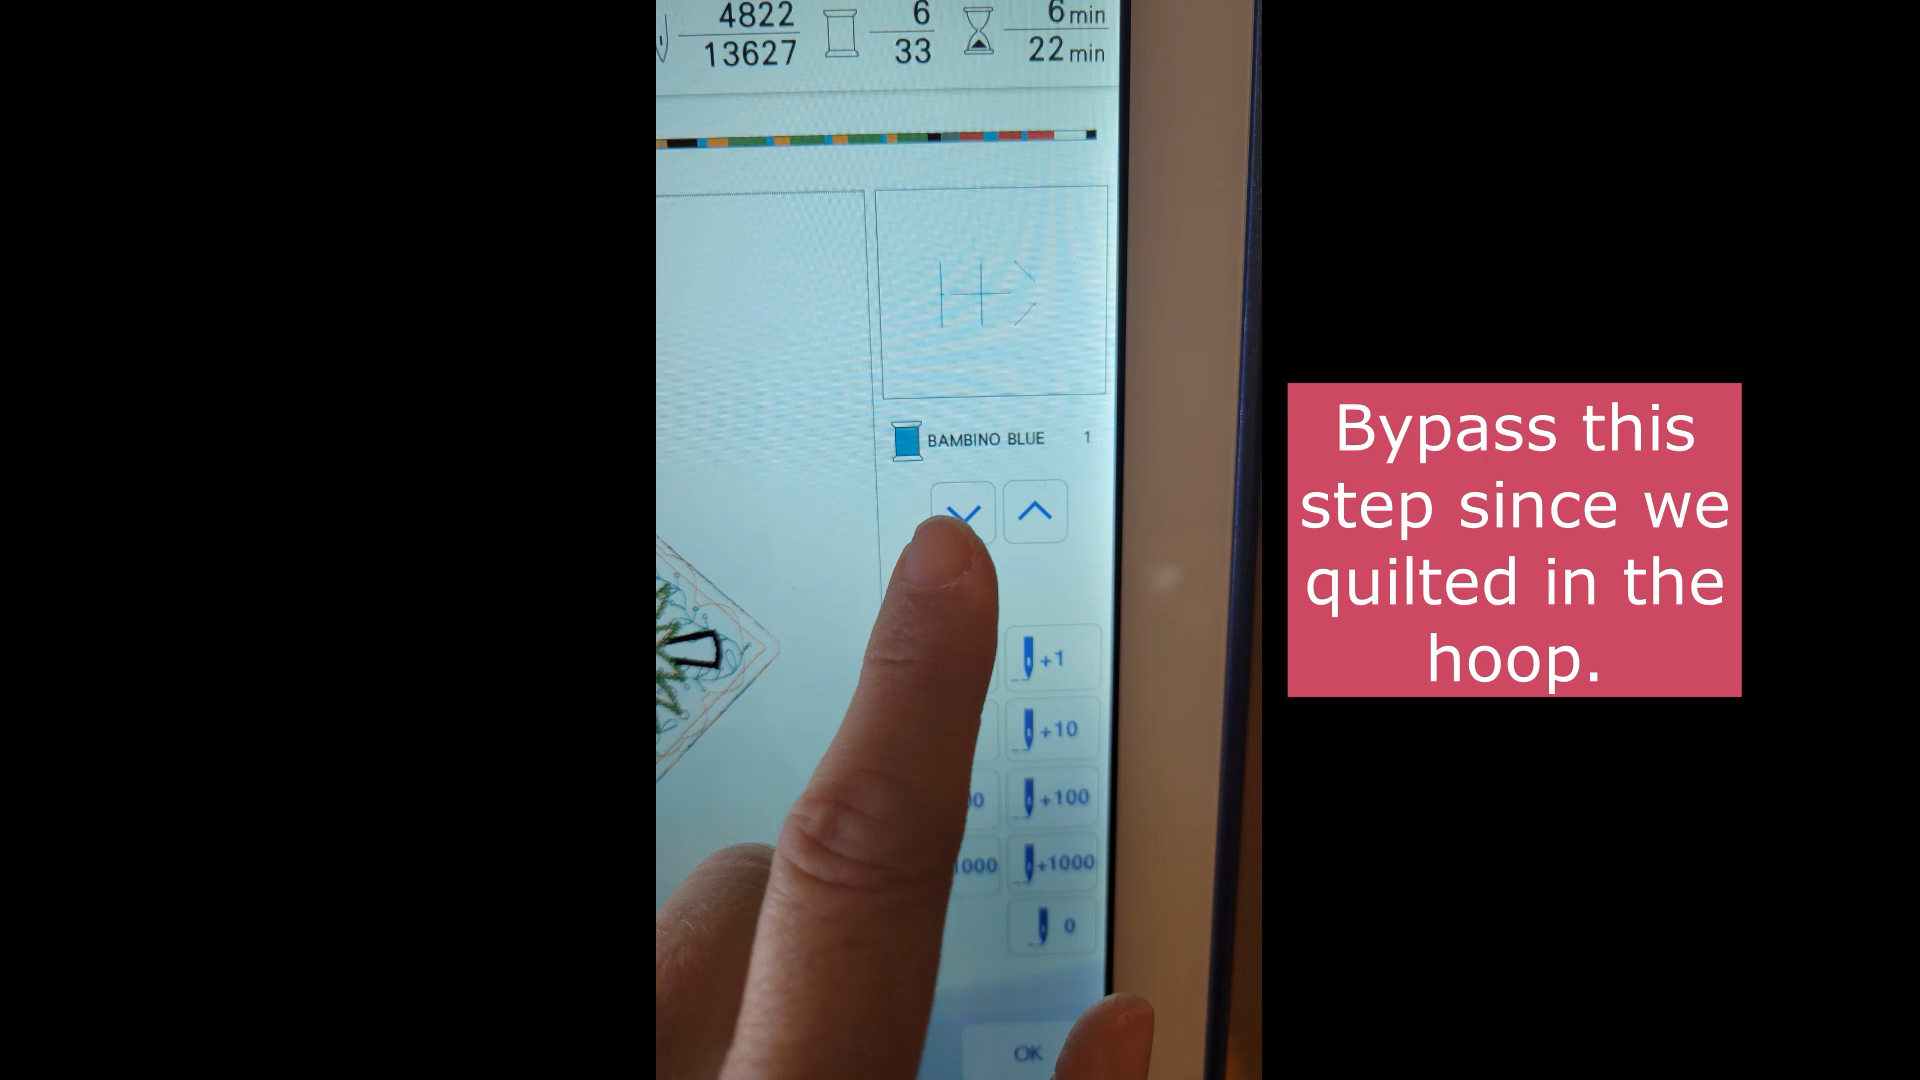 4822 6 6 min
13627 33 22 min
BAMBINO BLUE 1
+1
+10
+100
1000 +1000
0
OK
Bypass this
step since we
quilted in the
hoop.